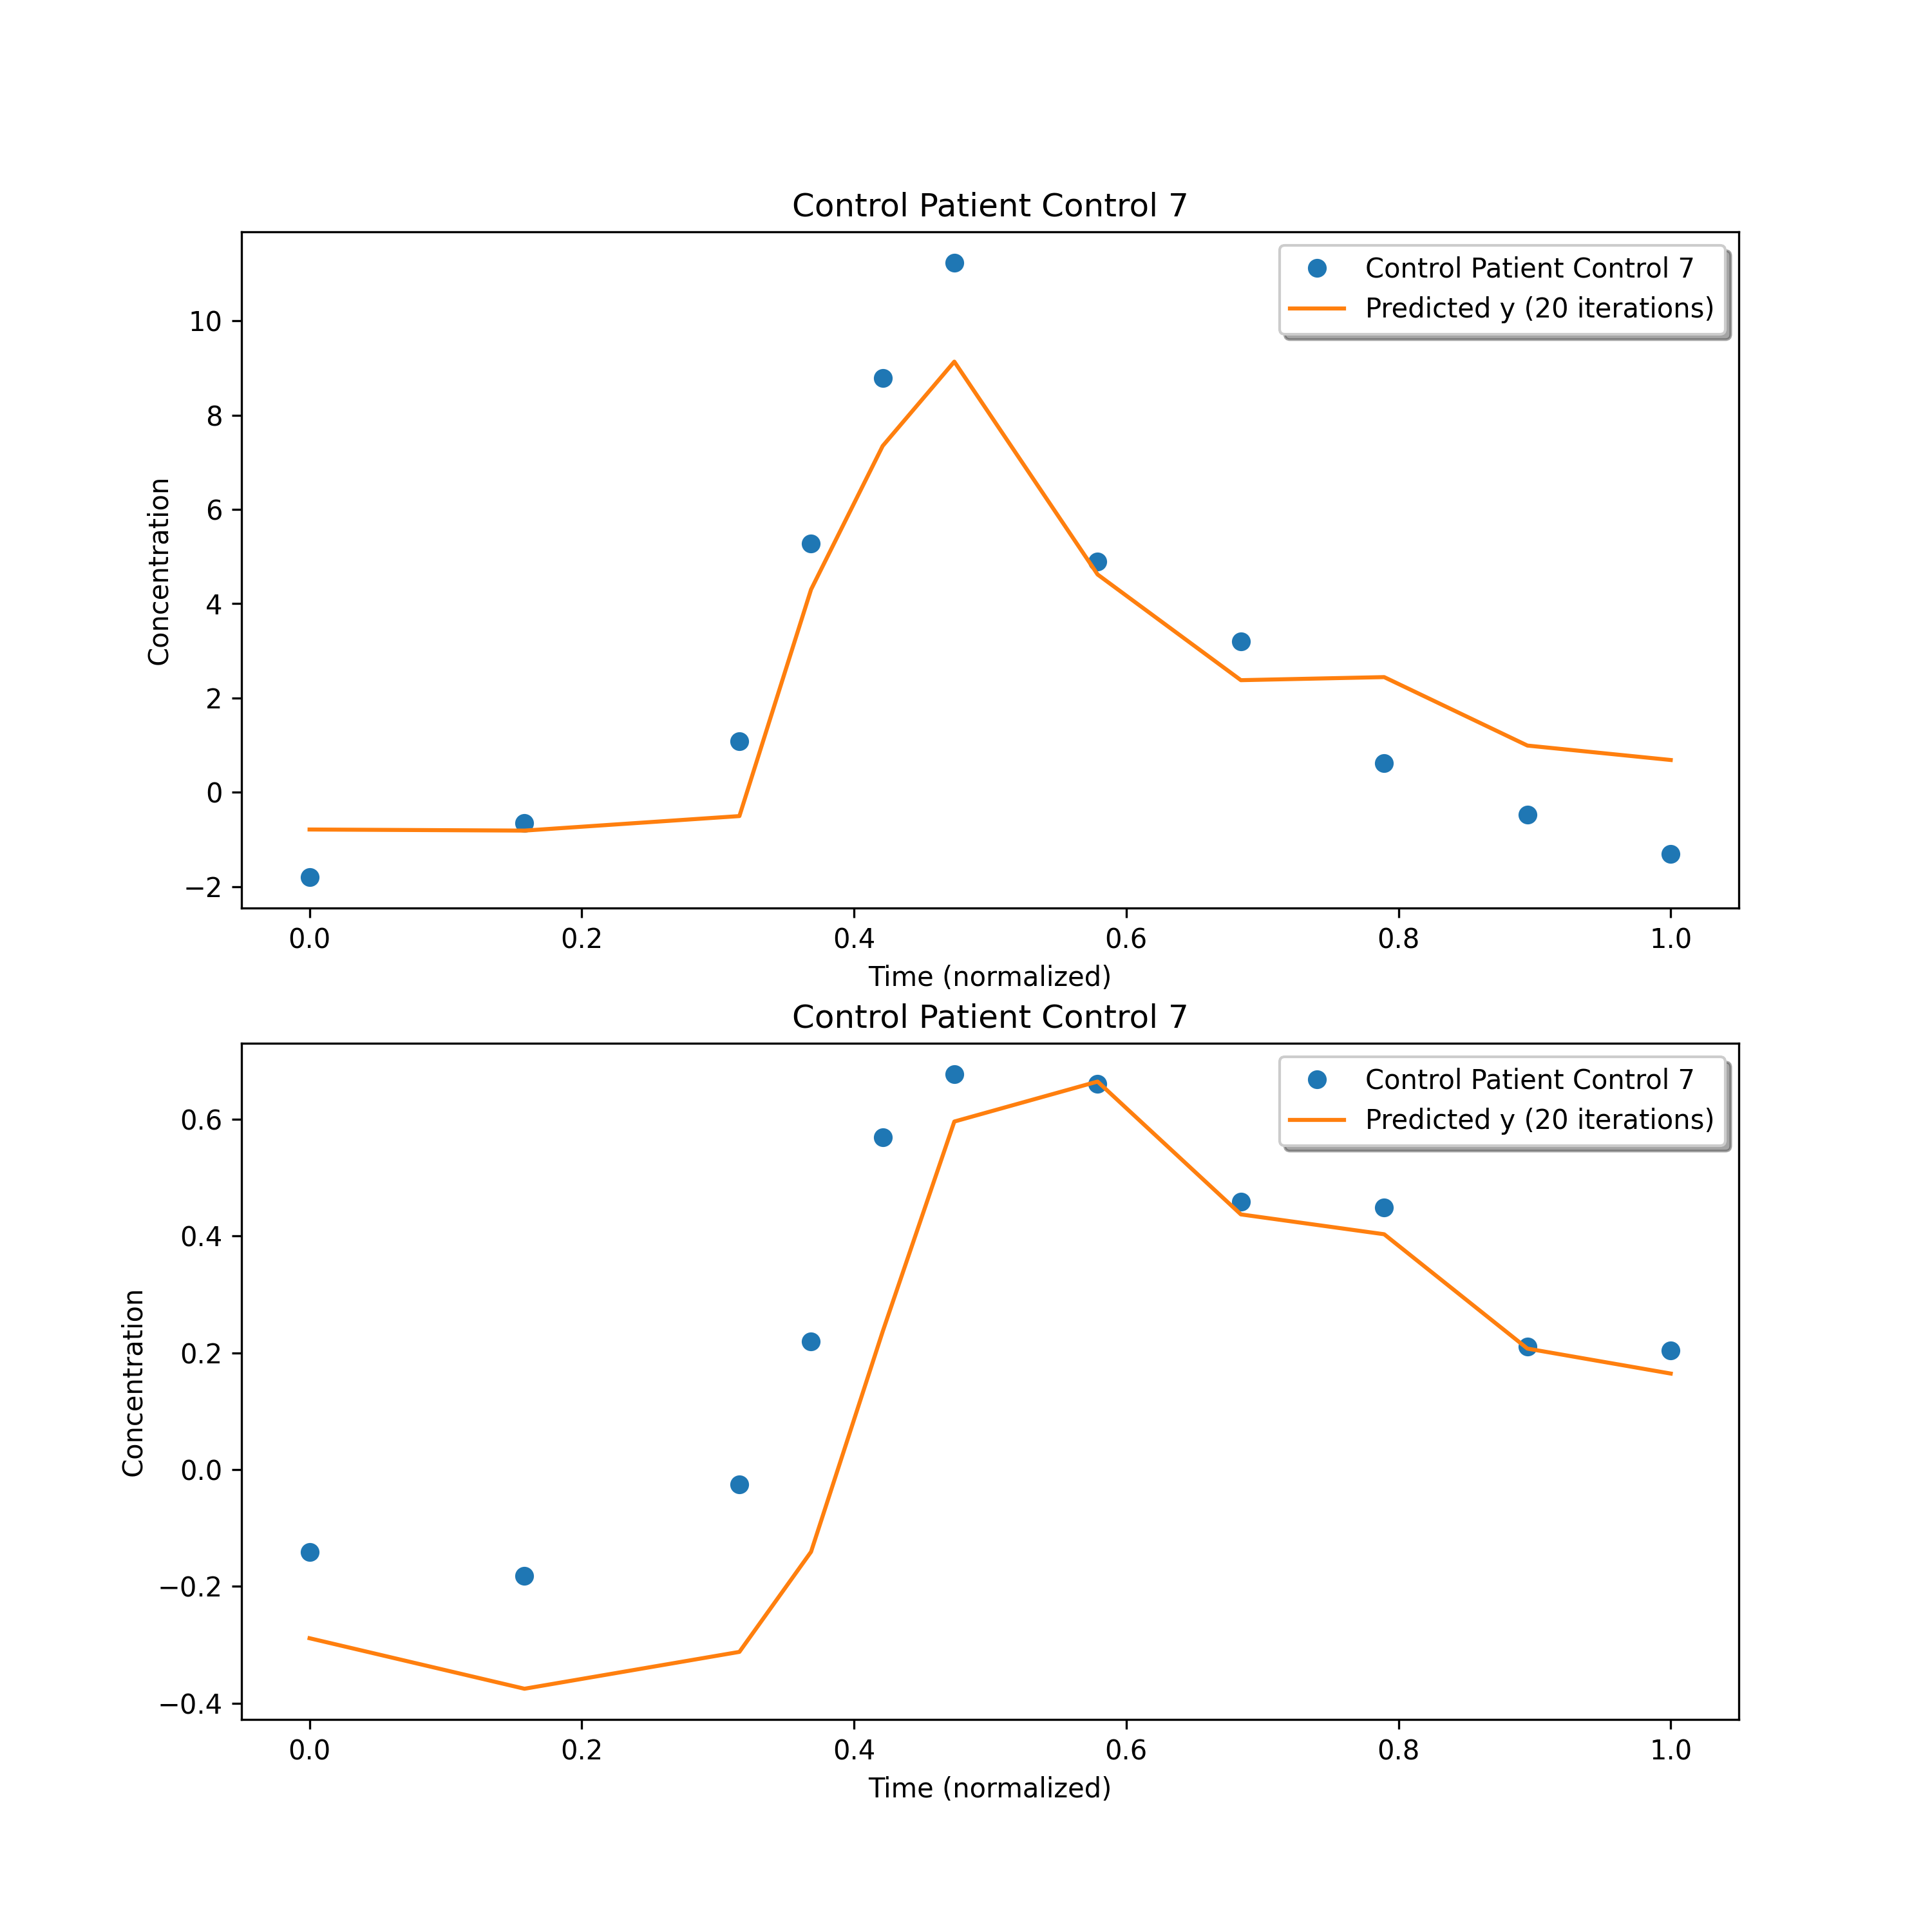 Control Patient Control 7
Control Patient Control 7
Predicted y (20 iterations)
10
8
6
4
2
0
−2
Concentration
0.0 0.2 0.4 0.6 0.8 1.0
Time (normalized)
Control Patient Control 7
Control Patient Control 7
Predicted y (20 iterations)
0.6
0.4
0.2
0.0
−0.2
−0.4
Concentration
0.0 0.2 0.4 0.6 0.8 1.0
Time (normalized)